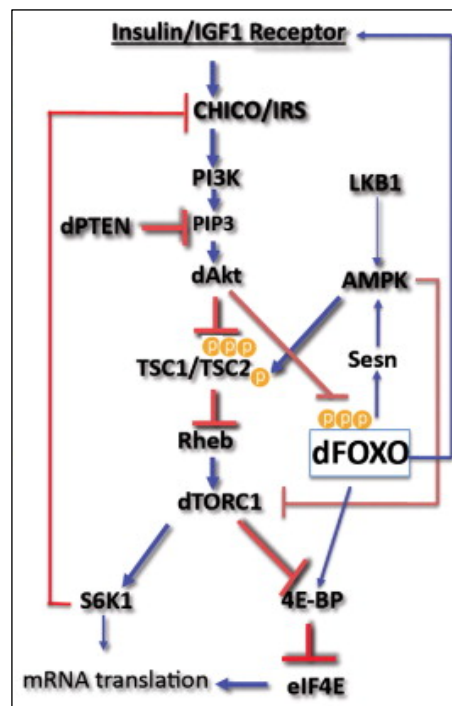 Insulin/IGF1 Receptor
CHICO/IRS
PI3K
LKB1
dPTEN
PIP3
dAkt
AMPK
P P P
TSC1/TSC2 P
Sesn
P P P
Rheb
dFOXO
dTORC1
S6K1
4E-BP
mRNA translation
eIF4E